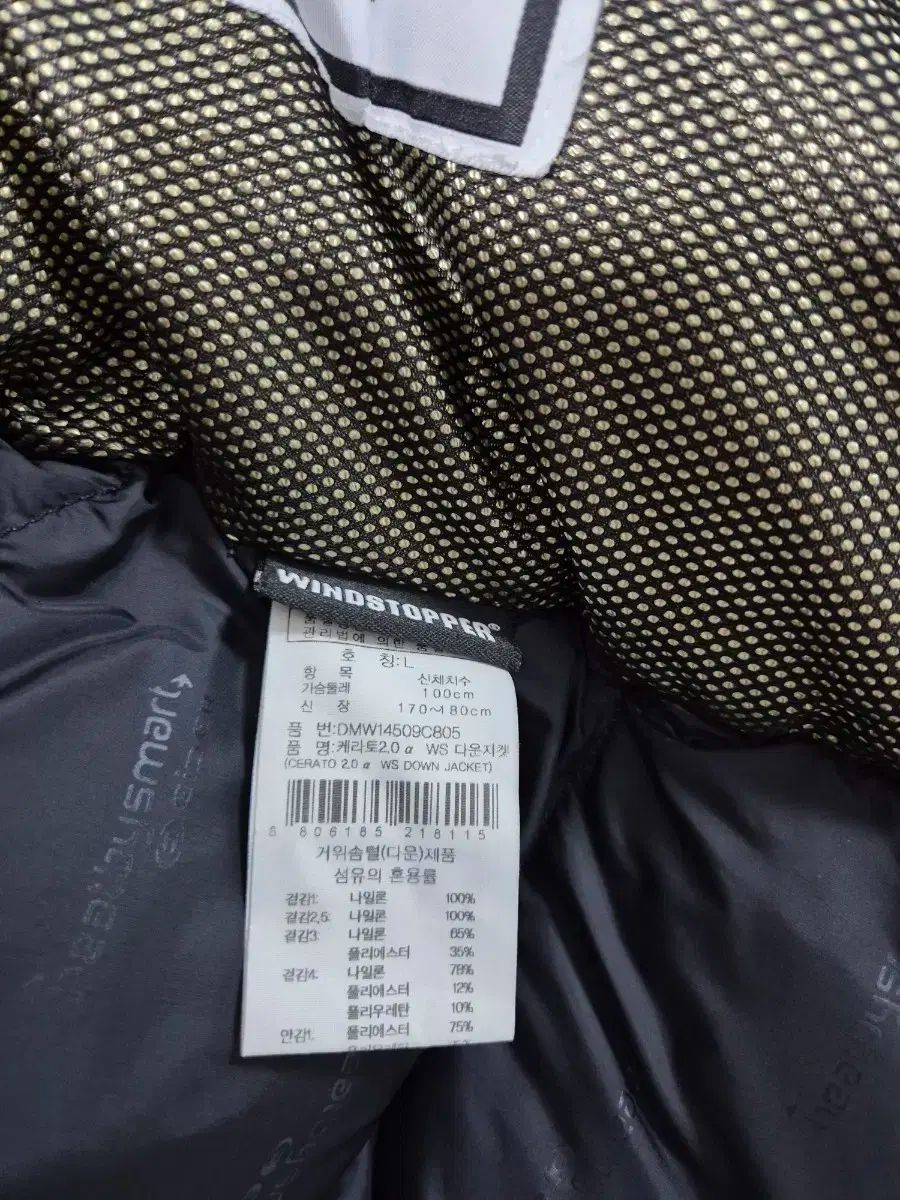 WINDSTOPPER®
관리법에 의한
호 칭:L
항 목 신체치수
가슴둘레 100cm
신 장 170~180cm
품 번:DMW14509C805
품 명:케리토2.0 α WS 다운자켓
(CERATO 2.0 α WS DOWN JACKET)
8 806185 218115
거위솜털(다운)제품
섬유의 혼용률
겉감1: 나일론 100%
겉감2,5: 나일론 100%
겉감3: 나일론 65%
폴리에스터 35%
겉감4: 나일론 78%
폴리에스터 12%
폴리우레탄 10%
안감1: 폴리에스터 75%